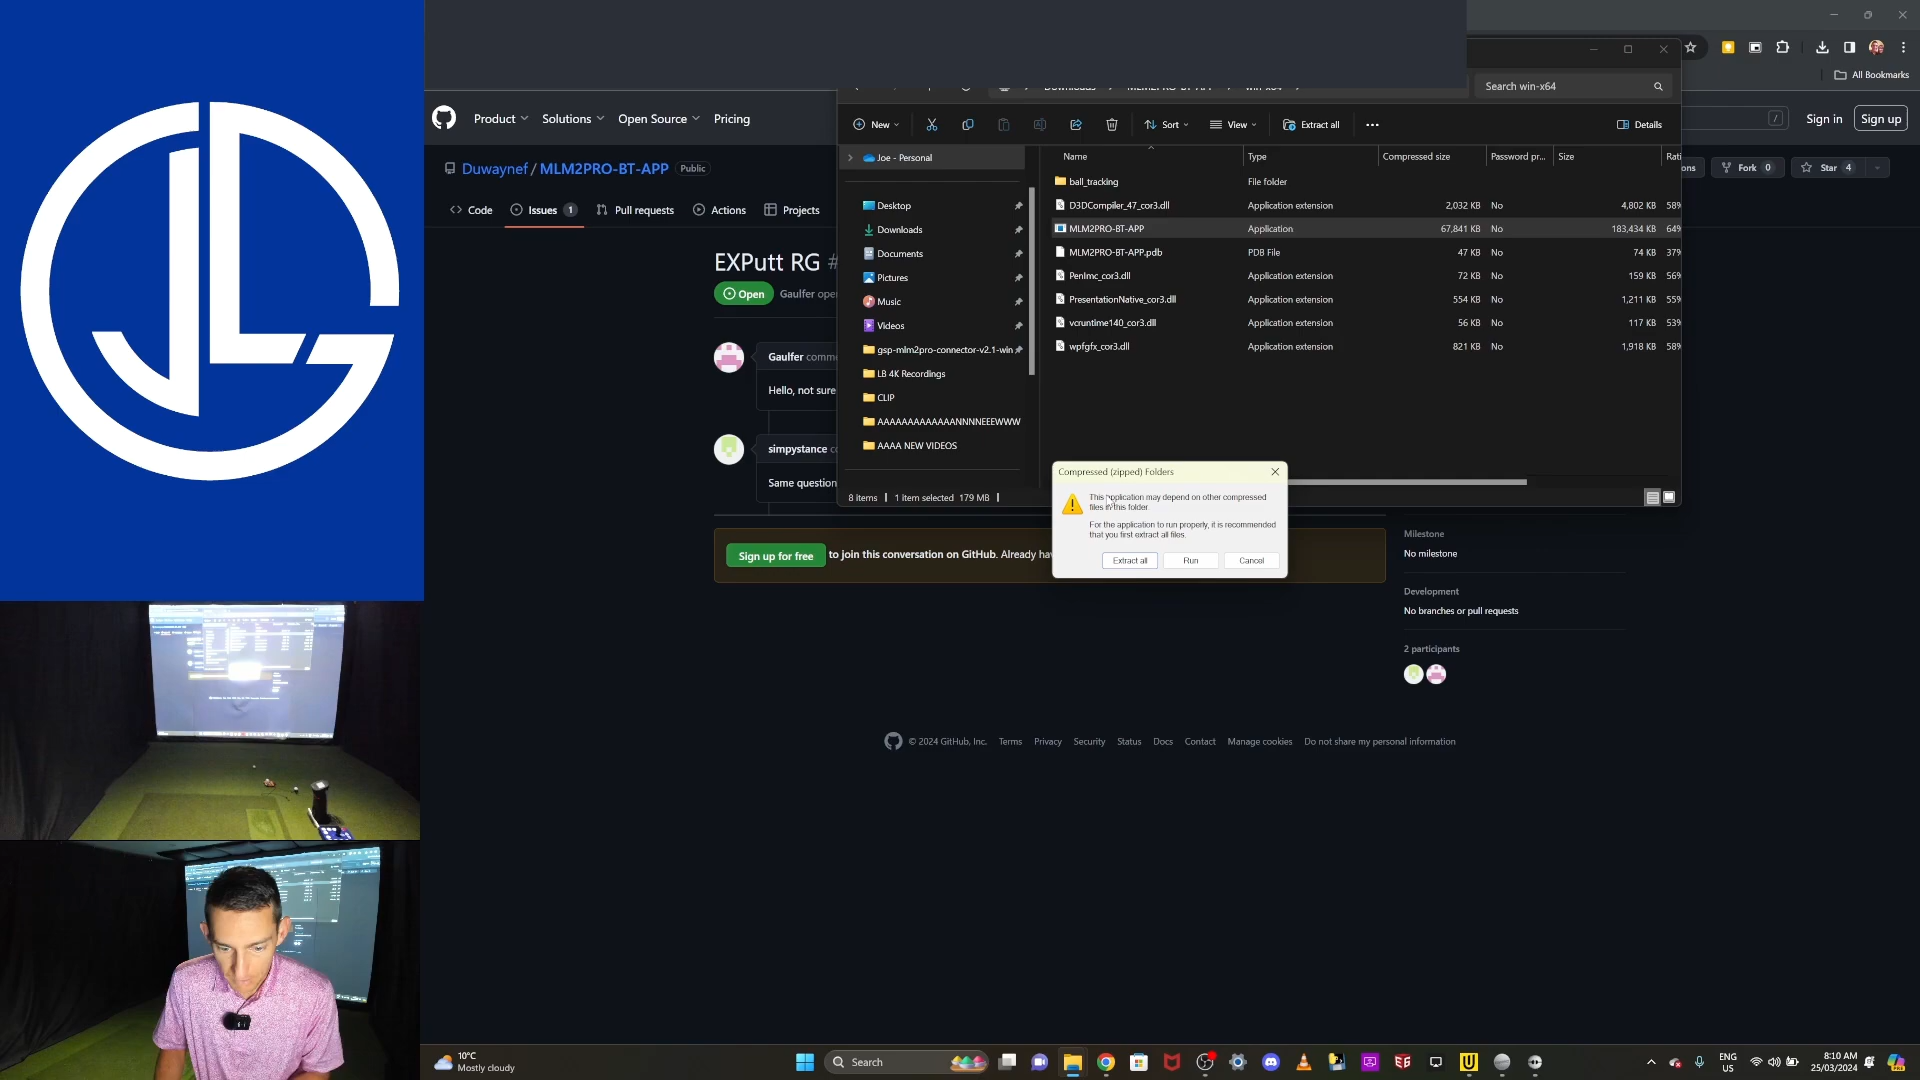 All Bookmarks
Search win-x64
Product
Solutions
Open Source
Pricing
Sign in
Sign up
New
Sort
View
Extract all
Details
Duwaynef / MLM2PRO-BT-APP Public
Fork 0
Star 4
Code
Issues 1
Pull requests
Actions
Projects
Joe - Personal
Desktop
Downloads
Documents
Pictures
Music
Videos
gsp-mlm2pro-connector-v2.1-win
LB 4K Recordings
CLIP
AAAAAAAAAAAAANNNNEEEWWW
AAAA NEW VIDEOS
Name Type Compressed size Password pr... Size
ball_tracking File folder
D3DCompiler_47_cor3.dll Application extension 2,032 KB No 4,802 KB 58%
MLM2PRO-BT-APP Application 67,841 KB No 183,434 KB 64%
MLM2PRO-BT-APP.pdb PDB File 47 KB No 74 KB 37%
PenImc_cor3.dll Application extension 72 KB No 159 KB 56%
PresentationNative_cor3.dll Application extension 554 KB No 1,211 KB 55%
vcruntime140_cor3.dll Application extension 56 KB No 117 KB 53%
wpfgfx_cor3.dll Application extension 821 KB No 1,918 KB 58%
8 items 1 item selected 179 MB
EXPutt RG #
Open
Gaulfer
Gaulfer
Hello, not sure
simpystance
Same question
Compressed (zipped) Folders
This application may depend on other compressed
files in this folder.
For the application to run properly, it is recommended
that you first extract all files.
Extract all
Run
Cancel
Sign up for free to join this conversation on GitHub. Already
Milestone
No milestone
Development
No branches or pull requests
2 participants
© 2024 GitHub, Inc. Terms Privacy Security Status Docs Contact Manage cookies Do not share my personal information
10°C
Mostly cloudy
Search
ENG
US
8:10 AM
25/03/2024